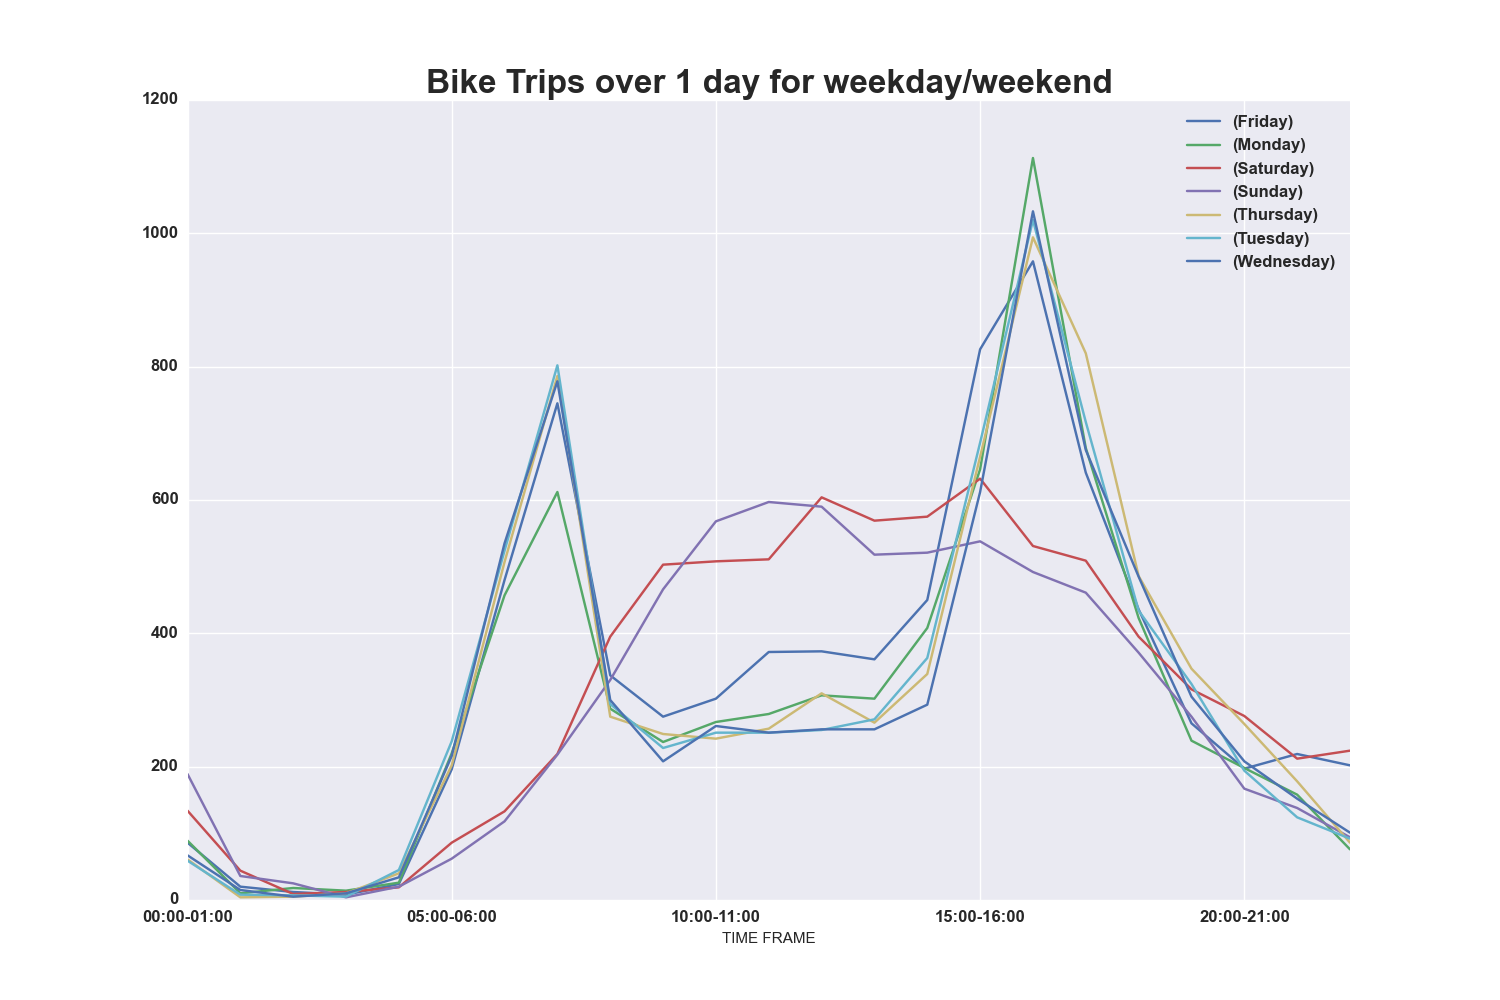 Bike Trips over 1 day for weekday/weekend
1200
1000
800
600
400
200
0
(Friday)
(Monday)
(Saturday)
(Sunday)
(Thursday)
(Tuesday)
(Wednesday)
00:00-01:00 05:00-06:00 10:00-11:00 15:00-16:00 20:00-21:00
TIME FRAME